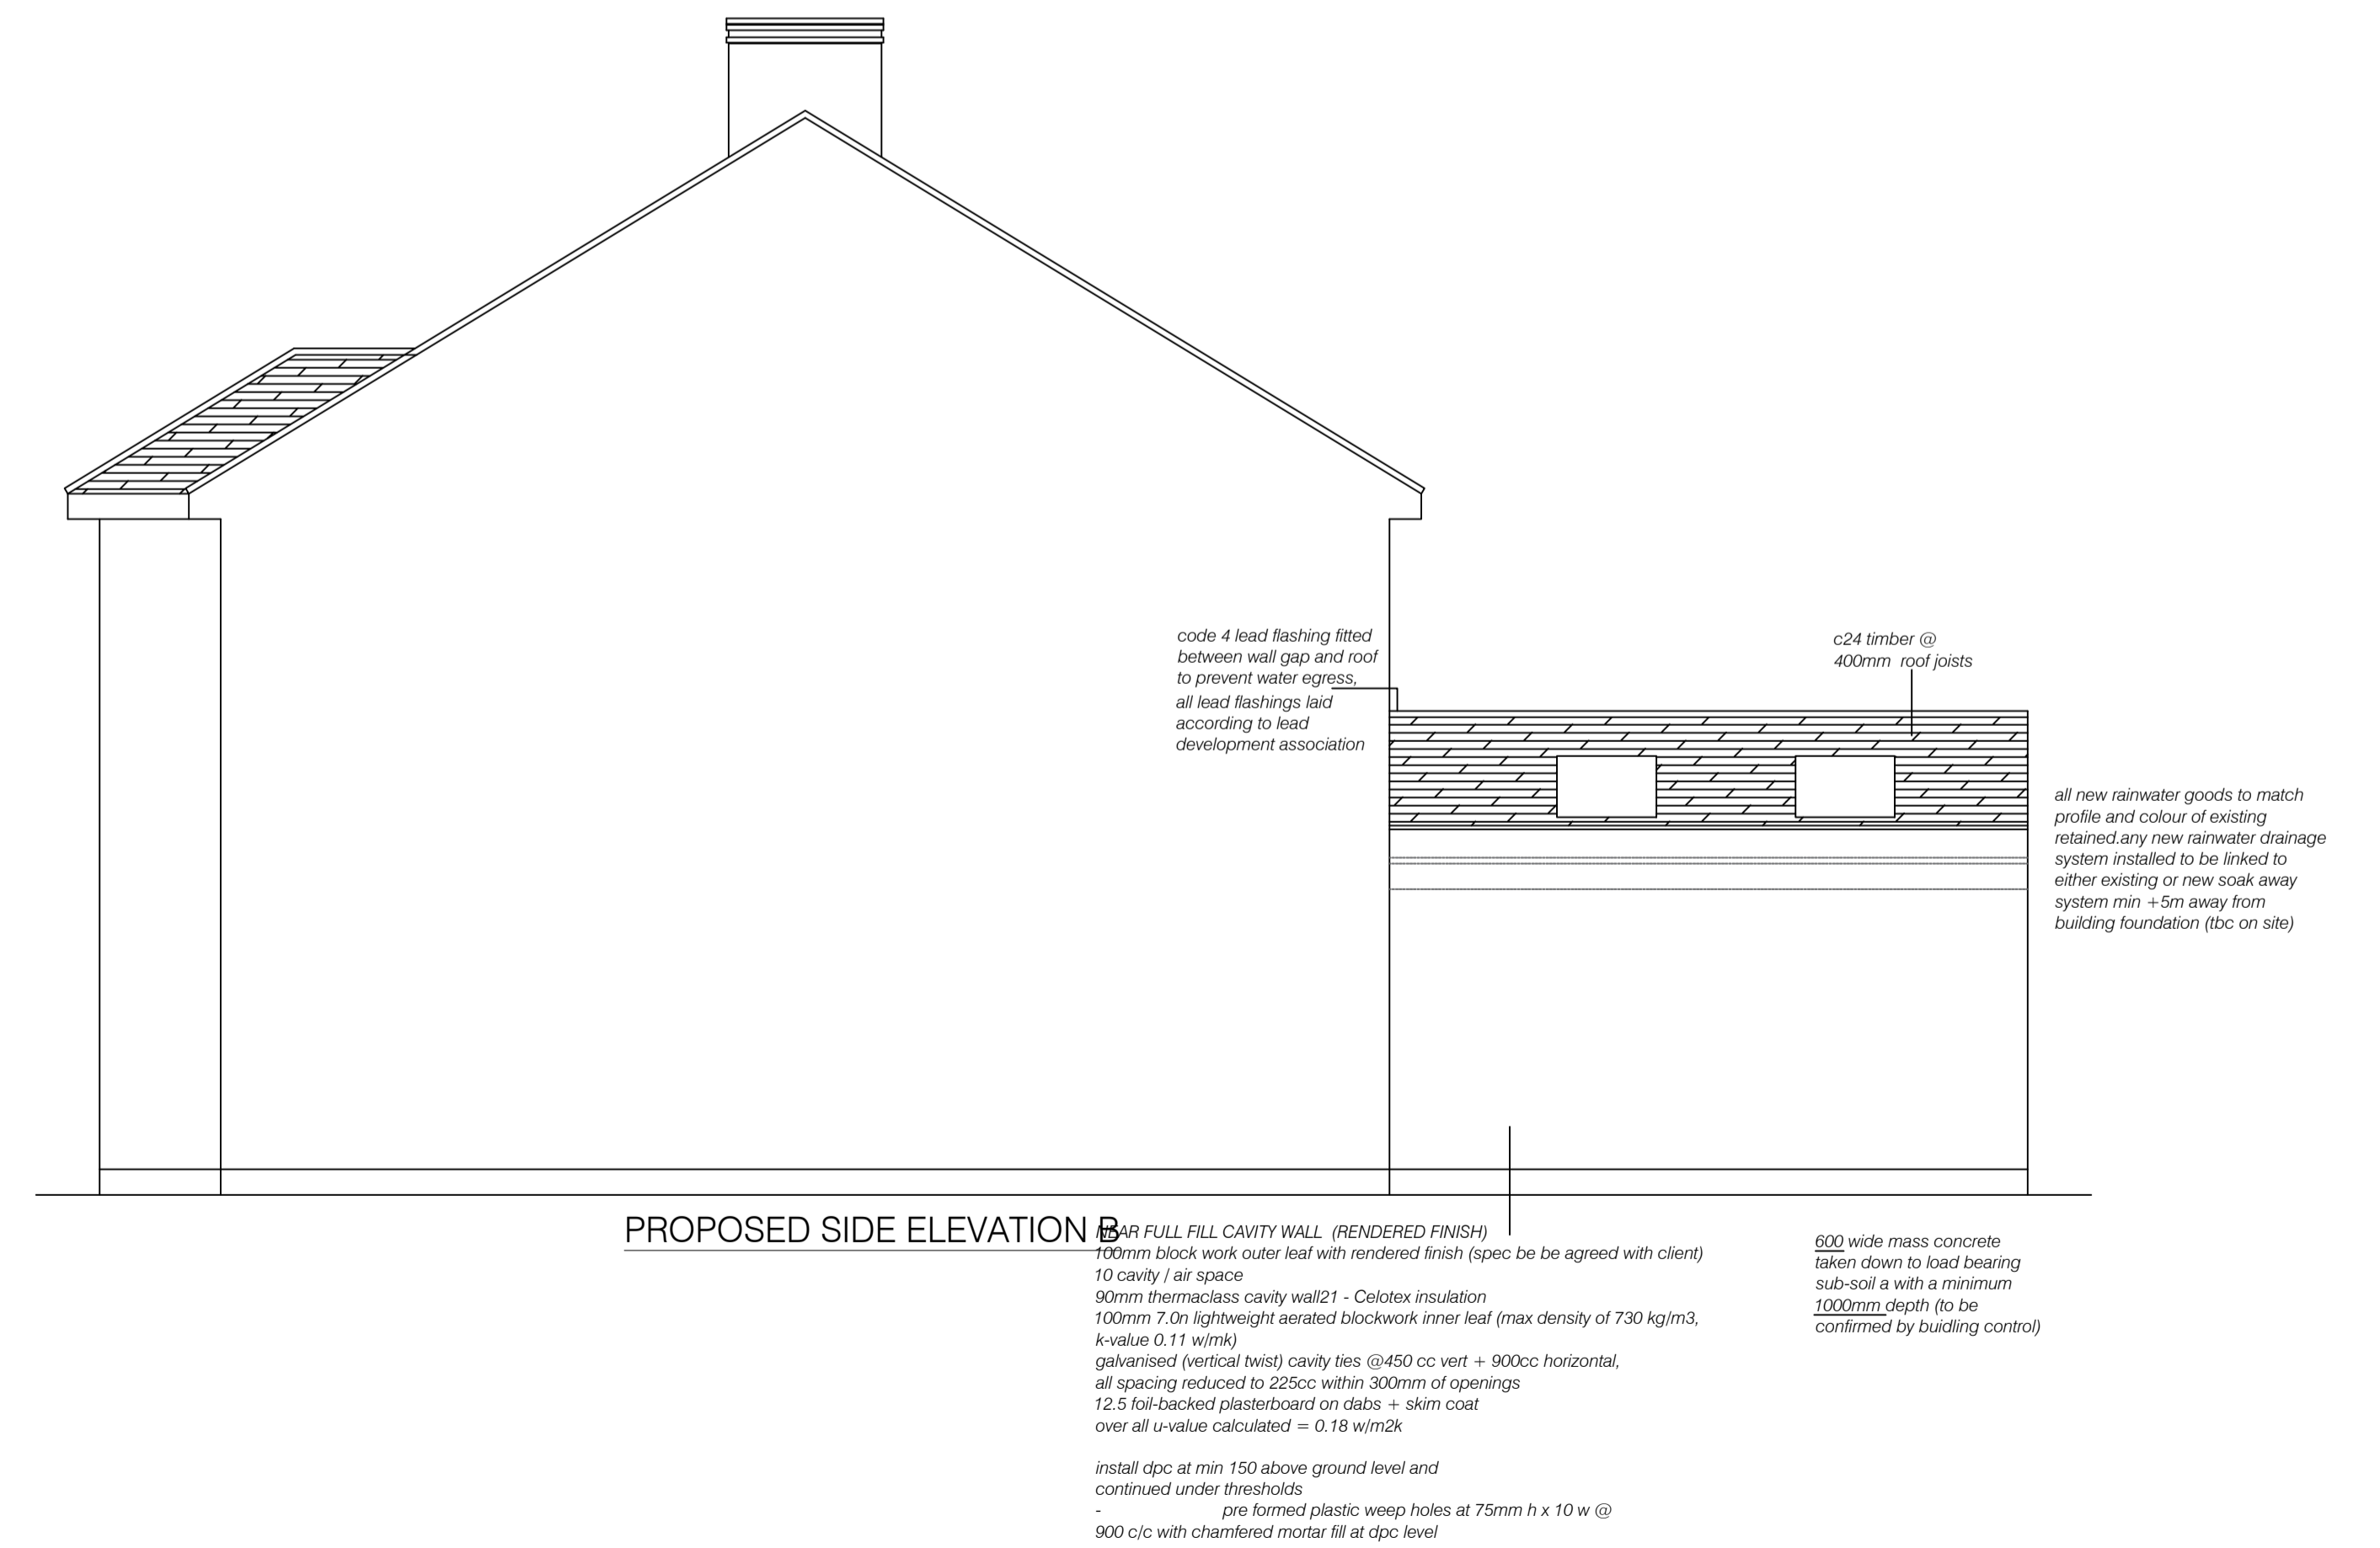 code 4 lead flashing fitted
between wall gap and roof
to prevent water egress,
all lead flashings laid
according to lead
development association
c24 timber @
400mm  roof joists
all new rainwater goods to match
profile and colour of existing
retained.any new rainwater drainage
system installed to be linked to
either existing or new soak away
system min +5m away from
building foundation (tbc on site)
PROPOSED SIDE ELEVATION B
NEAR FULL FILL CAVITY WALL  (RENDERED FINISH)
100mm block work outer leaf with rendered finish (spec be be agreed with client)
10 cavity / air space
90mm thermaclass cavity wall21 - Celotex insulation
100mm 7.0n lightweight aerated blockwork inner leaf (max density of 730 kg/m3,
k-value 0.11 w/mk)
galvanised (vertical twist) cavity ties @450 cc vert + 900cc horizontal,
all spacing reduced to 225cc within 300mm of openings
12.5 foil-backed plasterboard on dabs + skim coat
over all u-value calculated = 0.18 w/m2k
install dpc at min 150 above ground level and
continued under thresholds
- pre formed plastic weep holes at 75mm h x 10 w @
900 c/c with chamfered mortar fill at dpc level
600 wide mass concrete
taken down to load bearing
sub-soil a with a minimum
1000mm depth (to be
confirmed by buidling control)